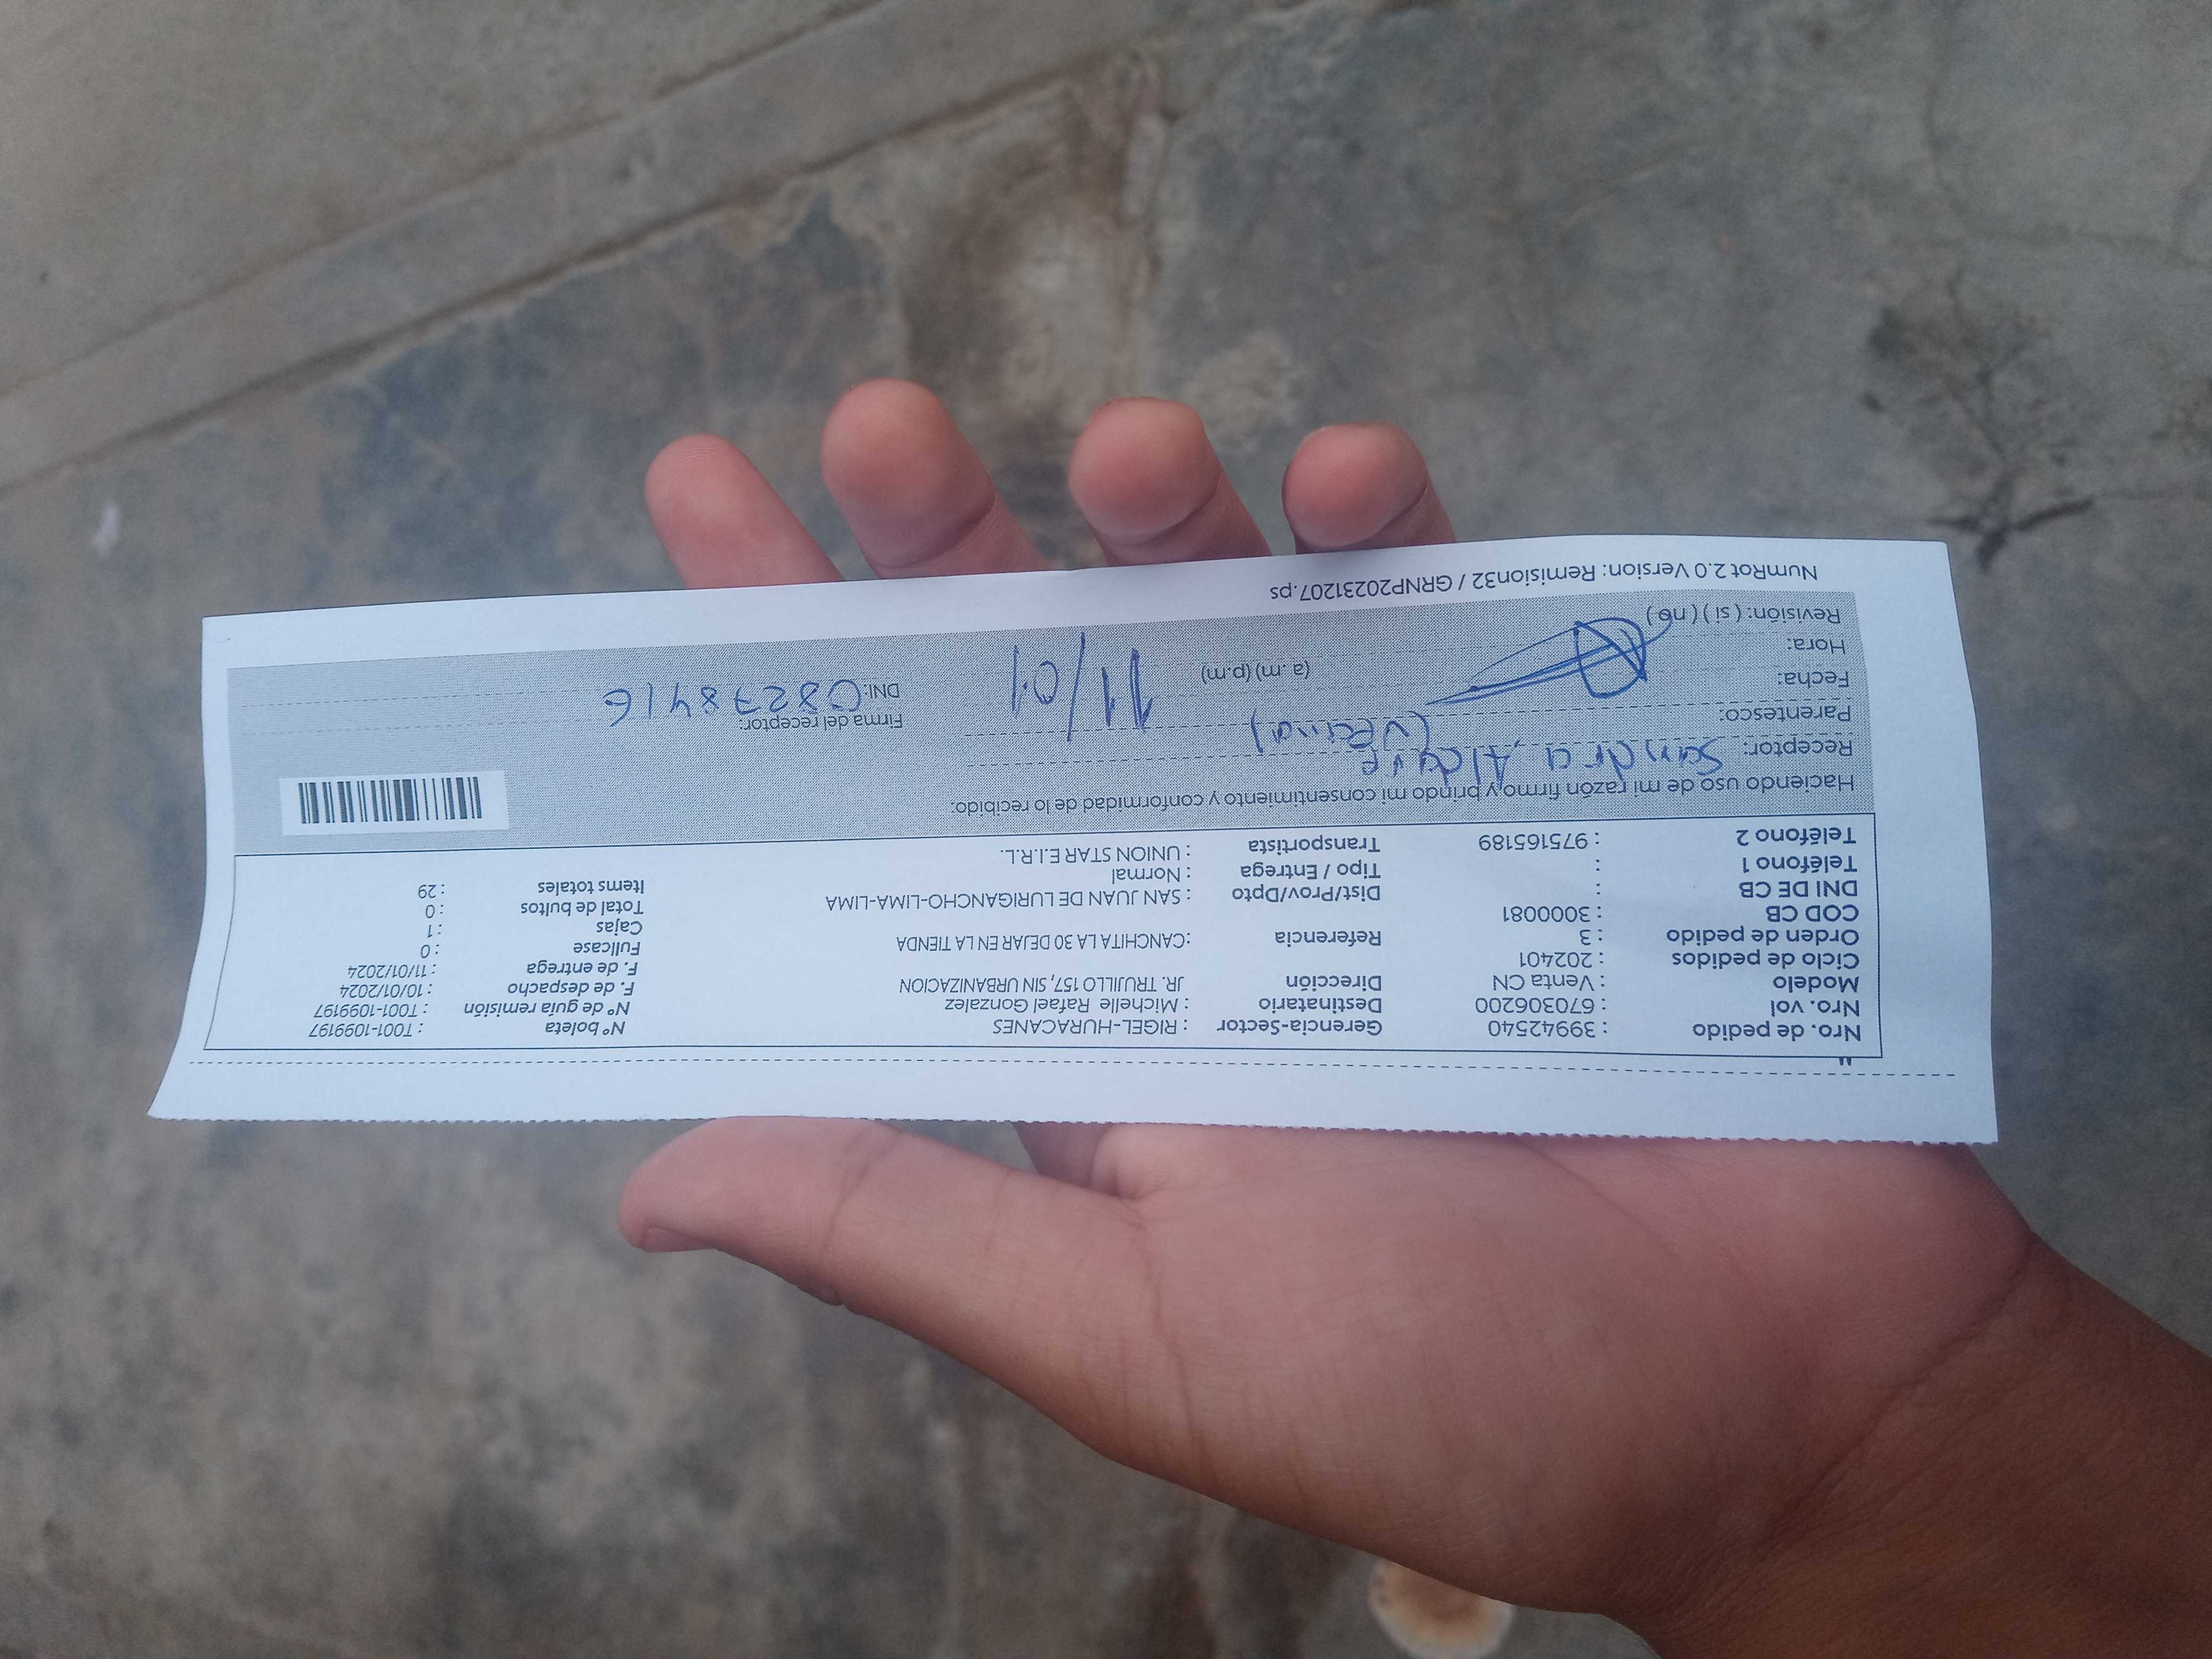 Nro. de pedido : 39942540 Gerencia-Sector : RIGEL-HURACANES Nº boleta : T001-1099197
Nro. vol : 670306200 Destinatario : Michelle Rafael Gonzalez Nº de guía remisión : T001-1099197
Modelo : Venta CN Dirección JR. TRUJILLO 157, SIN URBANIZACION F. de despacho : 10/01/2024
Ciclo de pedidos : 202401 F. de entrega : 11/01/2024
Orden de pedido : 3 Referencia :CANCHITA LA 30 DEJAR EN LA TIENDA Fullcase : 0
COD CB : 3000081 Cajas : 1
DNI DE CB : Dist/Prov/Dpto : SAN JUAN DE LURIGANCHO-LIMA-LIMA Total de bultos : 0
Teléfono 1 : Tipo / Entrega : Normal Items totales : 29
Teléfono 2 : 975165189 Transportista : UNION STAR E.I.R.L.
Haciendo uso de mi razón firmo y brindo mi consentimiento y conformidad de lo recibido:
Receptor: Sandra Alcayre
Parentesco: (vecina) Firma del receptor:
Fecha: 11/01 DNI: 08278416
Hora: (a.m) (p.m)
Revisión: ( si ) ( no )
NumRot 2.0 Version: Remision32 / GRNP20231207.ps